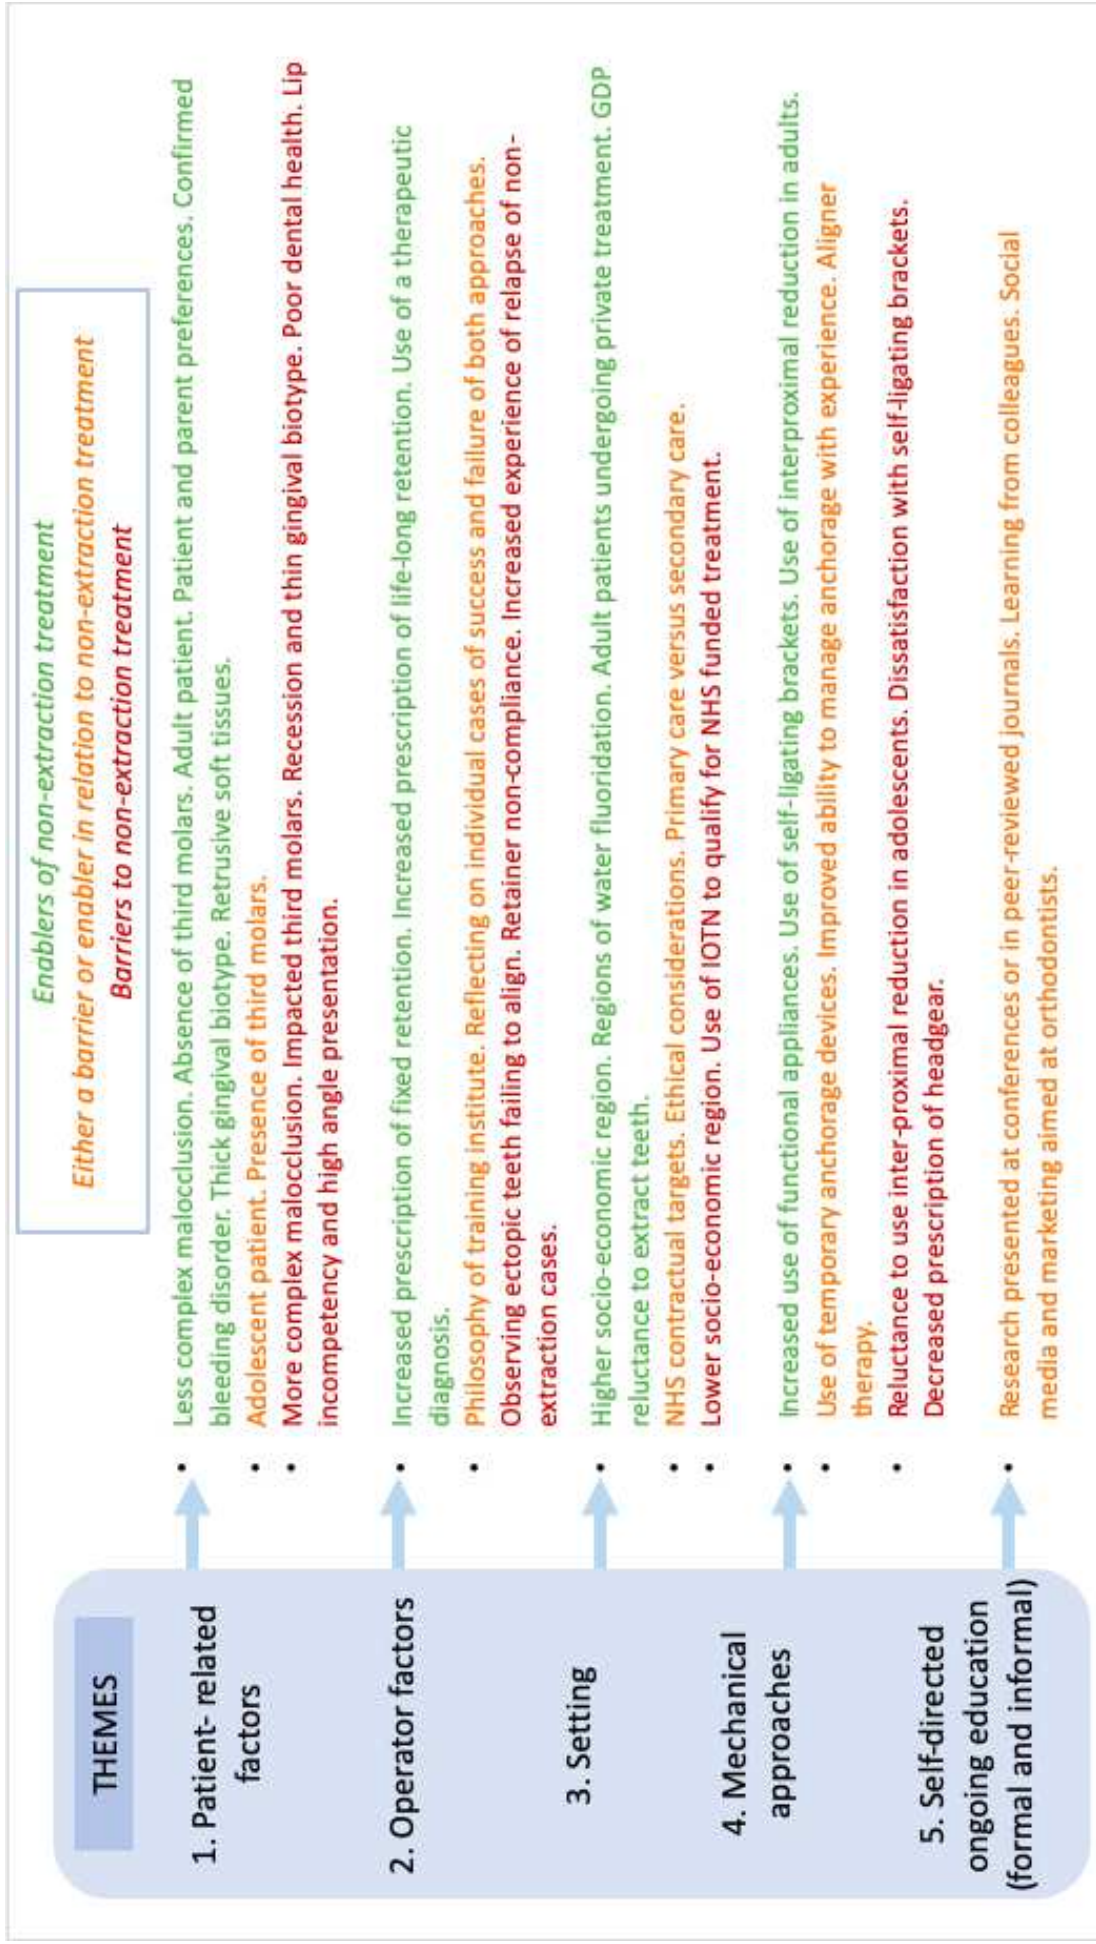 Enablers of non-extraction treatment
Either a barrier or enabler in relation to non-extraction treatment
Barriers to non-extraction treatment
THEMES
1. Patient- related
factors
• Less complex malocclusion. Absence of third molars. Adult patient. Patient and parent preferences. Confirmed
bleeding disorder. Thick gingival biotype. Retrusive soft tissues.
• Adolescent patient. Presence of third molars.
• More complex malocclusion. Impacted third molars. Recession and thin gingival biotype. Poor dental health. Lip
incompetency and high angle presentation.
2. Operator factors
• Increased prescription of fixed retention. Increased prescription of life-long retention. Use of a therapeutic
diagnosis.
• Philosophy of training institute. Reflecting on individual cases of success and failure of both approaches.
Observing ectopic teeth failing to align. Retainer non-compliance. Increased experience of relapse of non-
extraction cases.
3. Setting
• Higher socio-economic region. Regions of water fluoridation. Adult patients undergoing private treatment. GDP
reluctance to extract teeth.
• NHS contractual targets. Ethical considerations. Primary care versus secondary care.
• Lower socio-economic region. Use of IOTN to qualify for NHS funded treatment.
4. Mechanical
approaches
• Increased use of functional appliances. Use of self-ligating brackets. Use of interproximal reduction in adults.
• Use of temporary anchorage devices. Improved ability to manage anchorage with experience. Aligner
therapy.
• Reluctance to use inter-proximal reduction in adolescents. Dissatisfaction with self-ligating brackets.
Decreased prescription of headgear.
5. Self-directed
ongoing education
(formal and informal)
• Research presented at conferences or in peer-reviewed journals. Learning from colleagues. Social
media and marketing aimed at orthodontists.